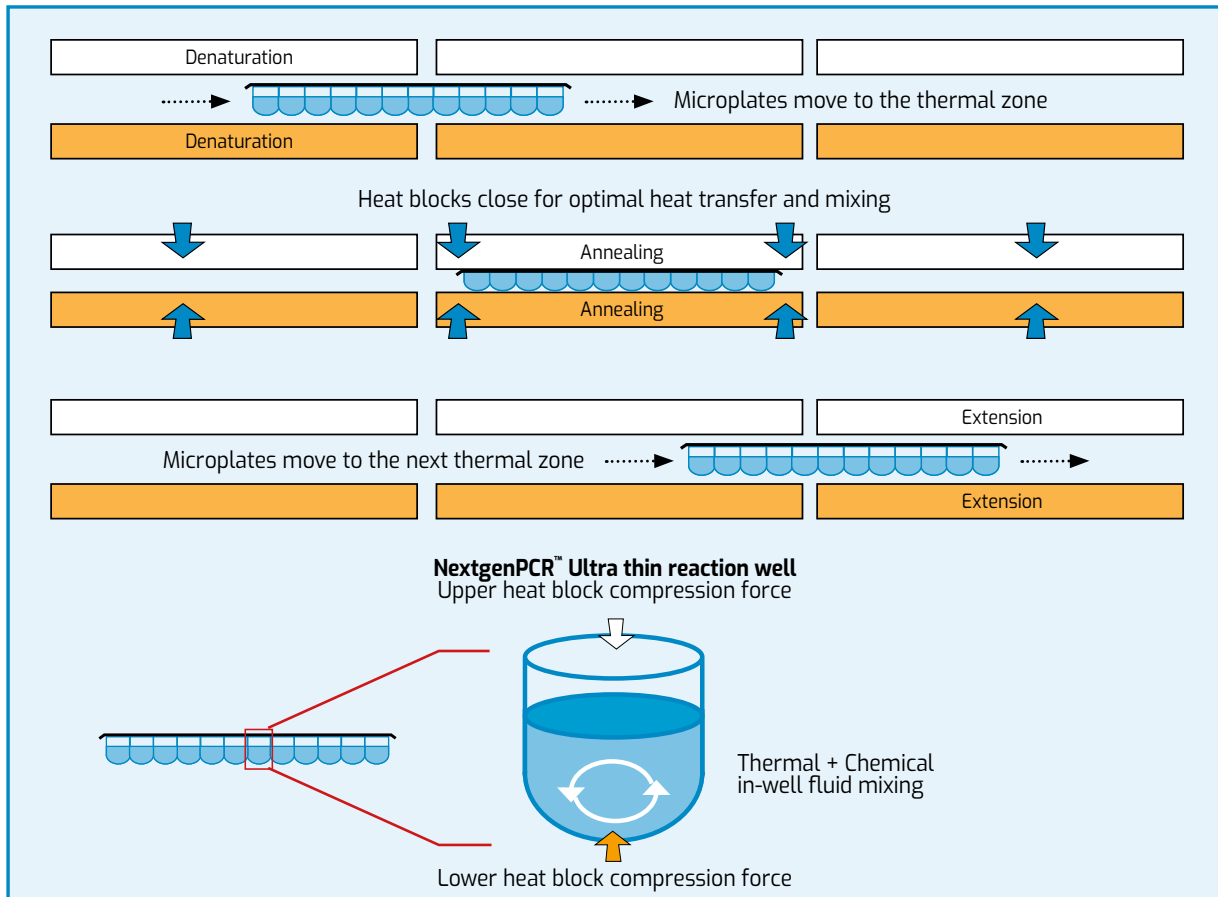 Denaturation
Microplates move to the thermal zone
Denaturation
Heat blocks close for optimal heat transfer and mixing
Annealing
Annealing
Extension
Microplates move to the next thermal zone
Extension
NextgenPCR™ Ultra thin reaction well
Upper heat block compression force
Thermal + Chemical
in-well fluid mixing
Lower heat block compression force